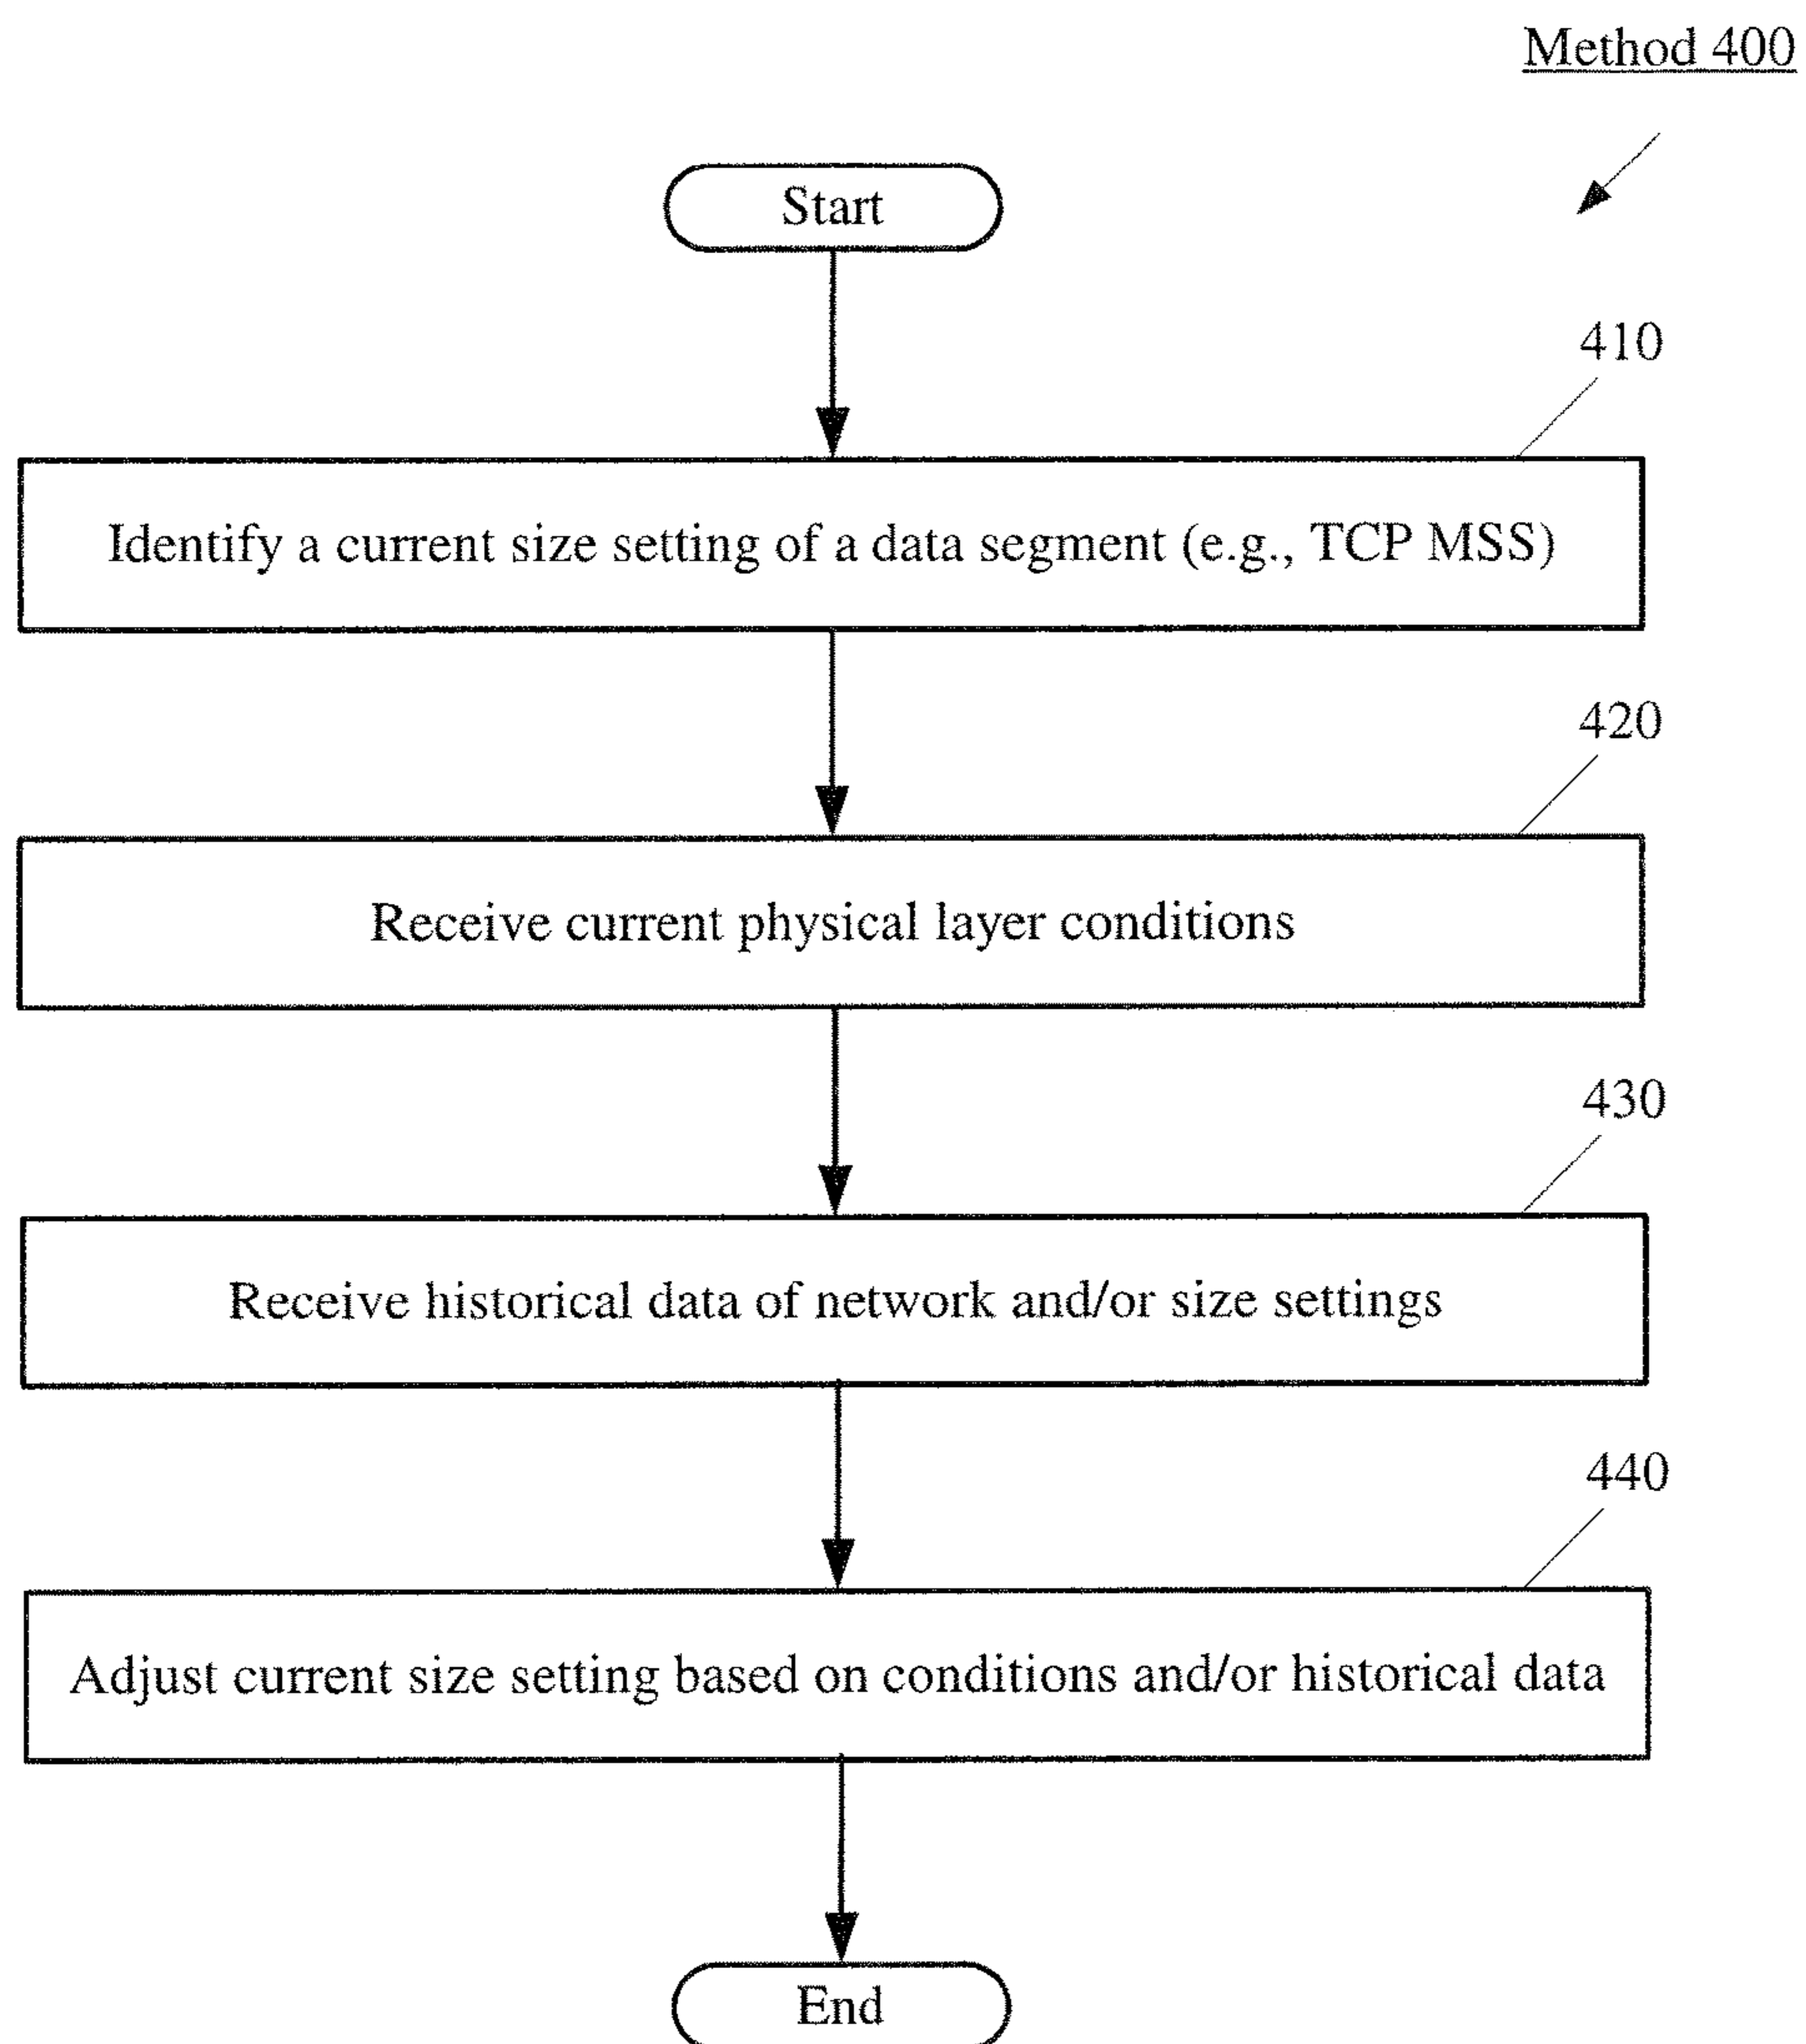 Method 400
Start
410
Identify a current size setting of a data segment (e.g., TCP MSS)
420
Receive current physical layer conditions
430
Receive historical data of network and/or size settings
440
Adjust current size setting based on conditions and/or historical data
End